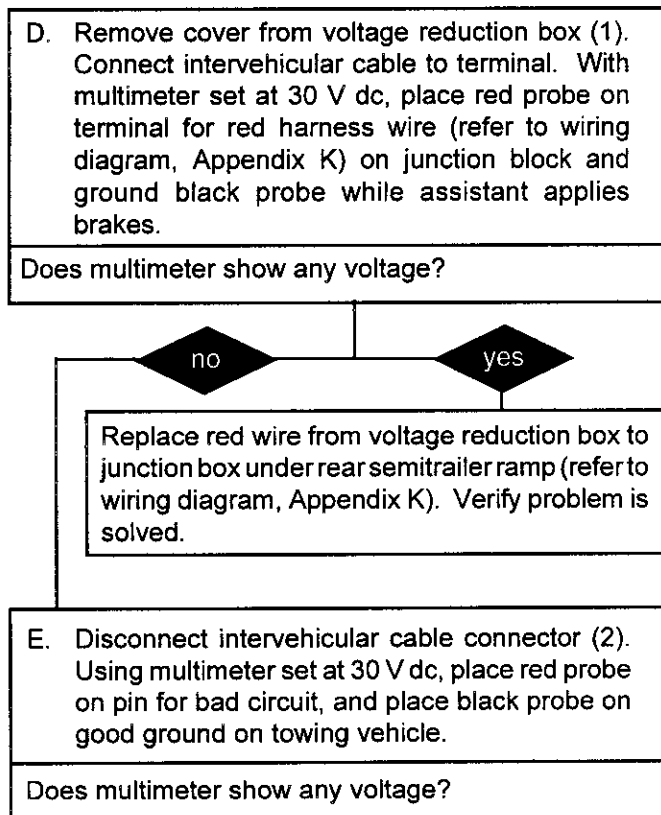 D. Remove cover from voltage reduction box (1).
Connect intervehicular cable to terminal. With
multimeter set at 30 V dc, place red probe on
terminal for red harness wire (refer to wiring
diagram, Appendix K) on junction block and
ground black probe while assistant applies
brakes.
Does multimeter show any voltage?
no
yes
Replace red wire from voltage reduction box to
junction box under rear semitrailer ramp (refer to
wiring diagram, Appendix K). Verify problem is
solved.
E. Disconnect intervehicular cable connector (2).
Using multimeter set at 30 V dc, place red probe
on pin for bad circuit, and place black probe on
good ground on towing vehicle.
Does multimeter show any voltage?